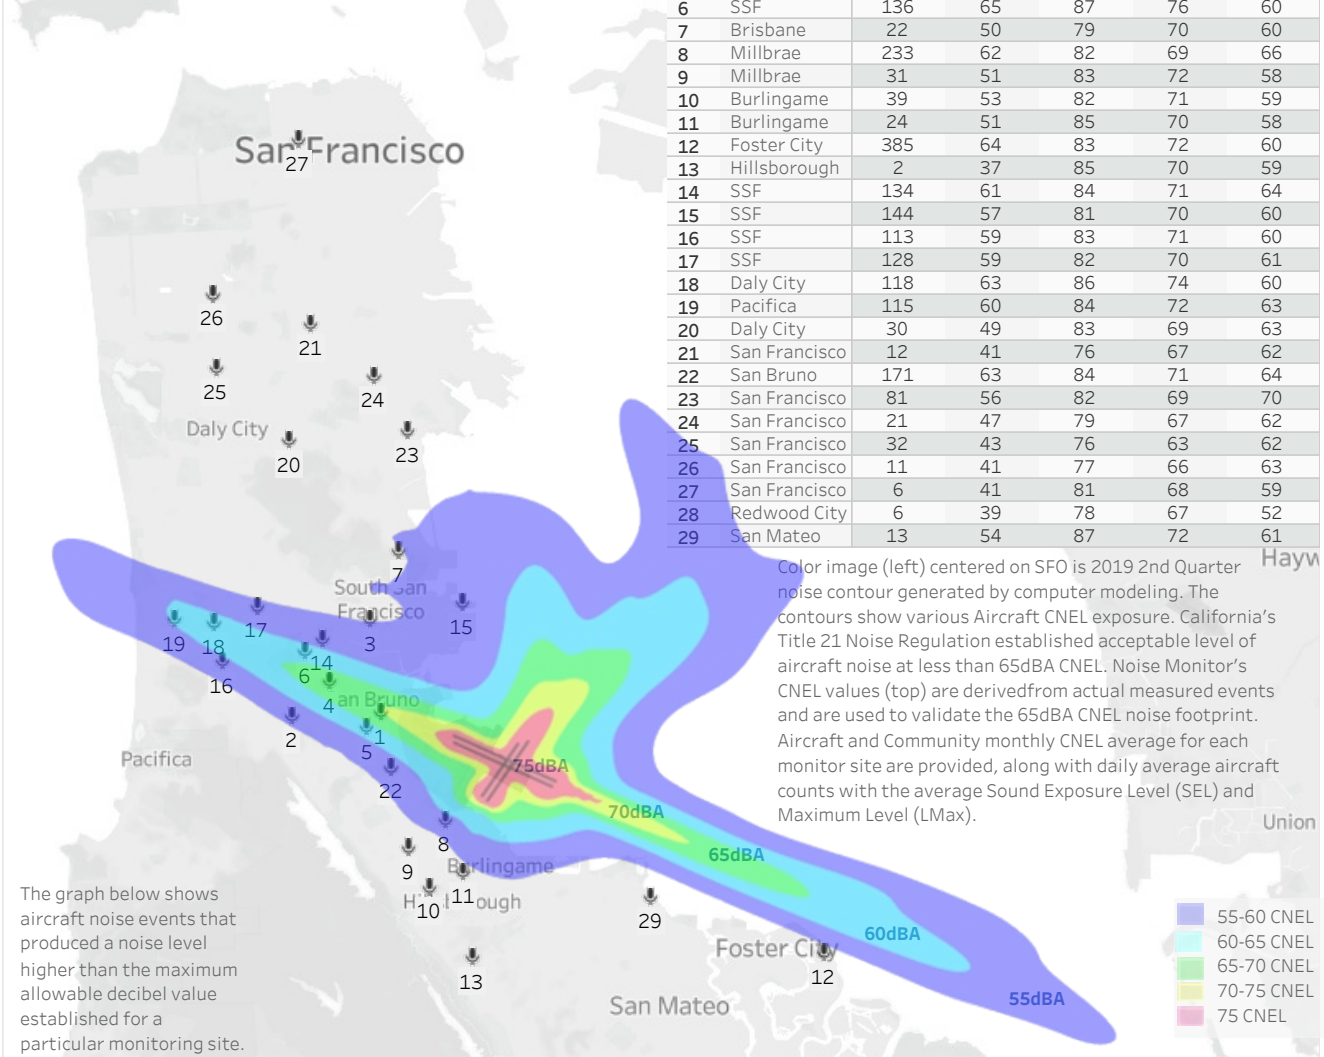 6 SSF 136 65 87 76 60
7 Brisbane 22 50 79 70 60
8 Millbrae 233 62 82 69 66
9 Millbrae 31 51 83 72 58
10 Burlingame 39 53 82 71 59
11 Burlingame 24 51 85 70 58
12 Foster City 385 64 83 72 60
13 Hillsborough 2 37 85 70 59
14 SSF 134 61 84 71 64
15 SSF 144 57 81 70 60
16 SSF 113 59 83 71 60
17 SSF 128 59 82 70 61
18 Daly City 118 63 86 74 60
19 Pacifica 115 60 84 72 63
20 Daly City 30 49 83 69 63
21 San Francisco 12 41 76 67 62
22 San Bruno 171 63 84 71 64
23 San Francisco 81 56 82 69 70
24 San Francisco 21 47 79 67 62
25 San Francisco 32 43 76 63 62
26 San Francisco 11 41 77 66 63
27 San Francisco 6 41 81 68 59
28 Redwood City 6 39 78 67 52
29 San Mateo 13 54 87 72 61
San Francisco
27
26
21
25
24
Daly City
20
23
7
South San
Francisco
15
17
19
18
3
14
6
16
4
an Bruno
2
1
5
Pacifica
22
75dBA
70dBA
8
65dBA
9
Burlingame
11
10
29
60dBA
Foster City
12
13
55dBA
San Mateo
Hayw
Union
Color image (left) centered on SFO is 2019 2nd Quarter
noise contour generated by computer modeling. The
contours show various Aircraft CNEL exposure. California's
Title 21 Noise Regulation established acceptable level of
aircraft noise at less than 65dBA CNEL. Noise Monitor's
CNEL values (top) are derivedfrom actual measured events
and are used to validate the 65dBA CNEL noise footprint.
Aircraft and Community monthly CNEL average for each
monitor site are provided, along with daily average aircraft
counts with the average Sound Exposure Level (SEL) and
Maximum Level (LMax).
The graph below shows
aircraft noise events that
produced a noise level
higher than the maximum
allowable decibel value
established for a
particular monitoring site.
55-60 CNEL
60-65 CNEL
65-70 CNEL
70-75 CNEL
75 CNEL